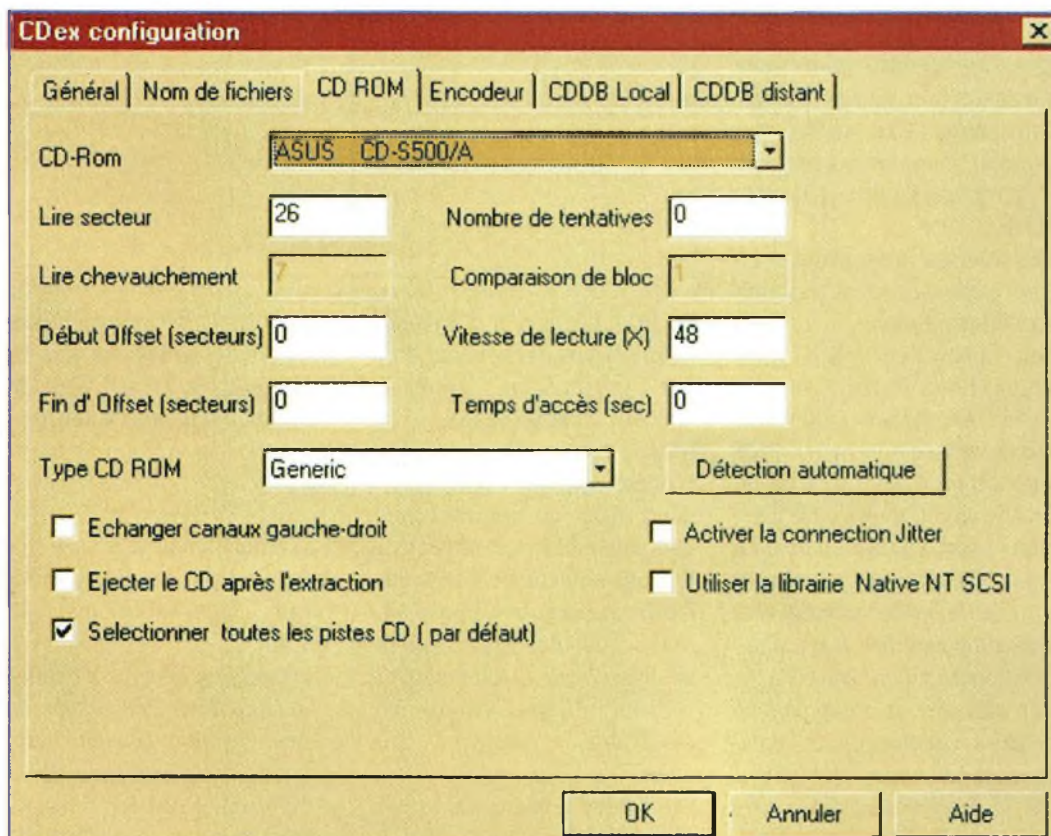 CDex configuration
Général Nom de fichiers CD ROM Encodeur CDDB Local CDDB distant
CD-Rom ASUS CD-S500/A
Lire secteur 26 Nombre de tentatives 0
Lire chevauchement 7 Comparaison de bloc 1
Début Offset (secteurs) 0 Vitesse de lecture (X) 48
Fin d' Offset (secteurs) 0 Temps d'accès (sec) 0
Type CD ROM Generic Détection automatique
Echanger canaux gauche-droit Activer la connection Jitter
Ejecter le CD après l'extraction Utiliser la librairie Native NT SCSI
Selectionner toutes les pistes CD ( par défaut)
OK Annuler Aide